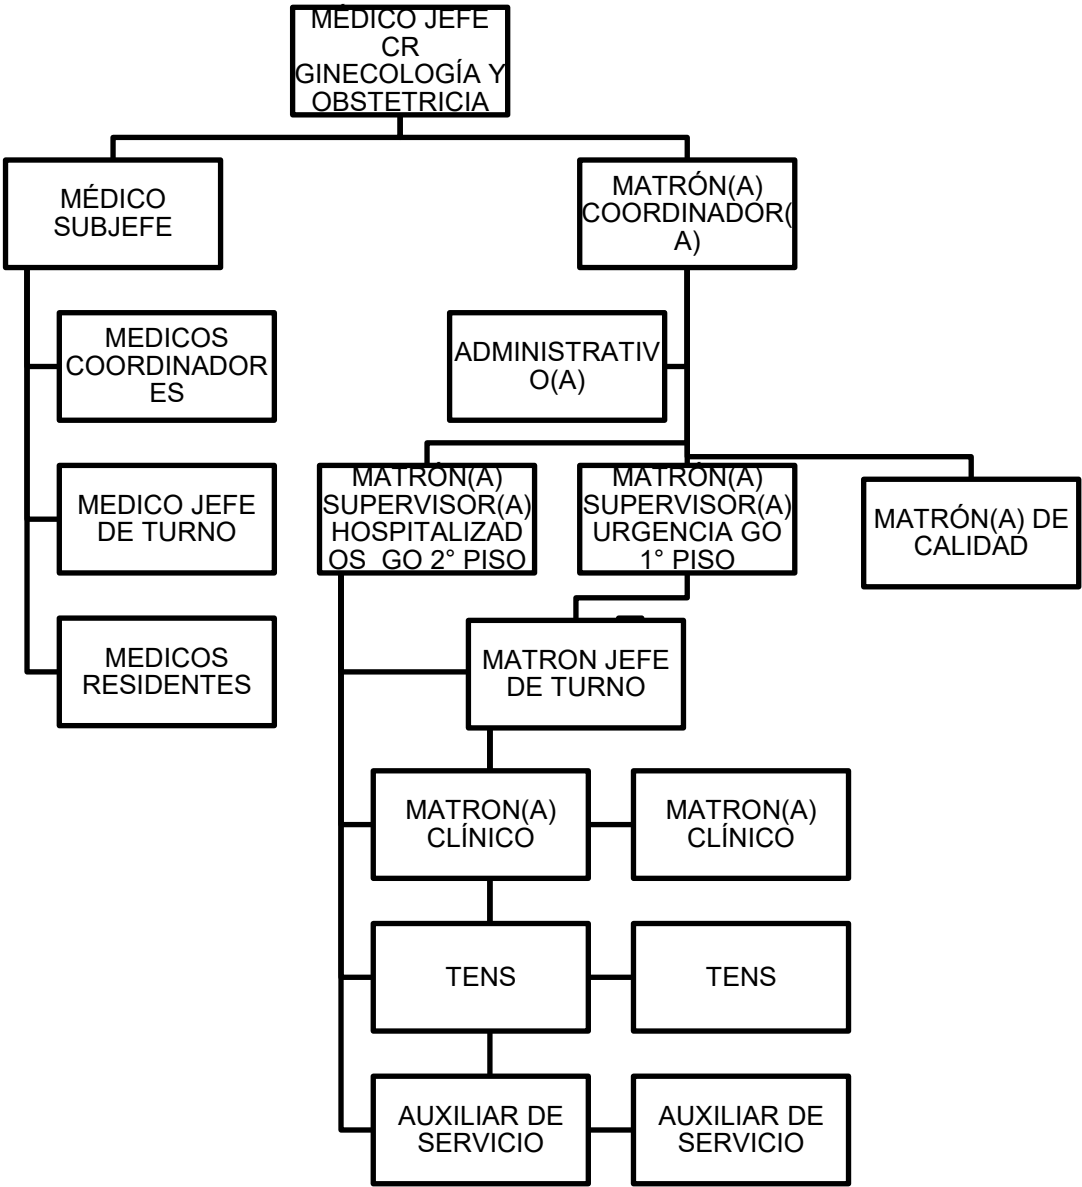 MÉDICO JEFE
CR
GINECOLOGÍA Y
OBSTETRICIA
MÉDICO
SUBJEFE
MATRÓN(A)
COORDINADOR(
A)
MEDICOS
COORDINADOR
ES
ADMINISTRATIV
O(A)
MEDICO JEFE
DE TURNO
MATRÓN(A)
SUPERVISOR(A)
HOSPITALIZAD
OS GO 2° PISO
MATRÓN(A)
SUPERVISOR(A)
URGENCIA GO
1° PISO
MATRÓN(A) DE
CALIDAD
MEDICOS
RESIDENTES
MATRON JEFE
DE TURNO
MATRON(A)
CLÍNICO
MATRON(A)
CLÍNICO
TENS
TENS
AUXILIAR DE
SERVICIO
AUXILIAR DE
SERVICIO